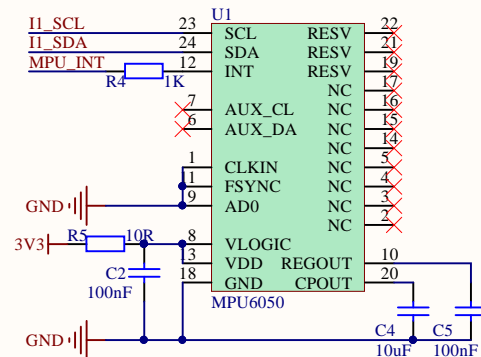 U1
I1_SCL 23 SCL RESV 22
I1_SDA 24 SDA RESV 21
MPU_INT 12 INT RESV 19
R4 1K NC 17
7 AUX_CL NC 16
6 AUX_DA NC 15
NC 14
1 CLKIN NC 5
1 FSYNC NC 4
GND 9 AD0 NC 3
NC 2
R5 10R
3V3 8 VLOGIC
13 VDD REGOUT 10
C2 18 GND CPOUT 20
100nF MPU6050
GND C4 C5
10uF 100nF